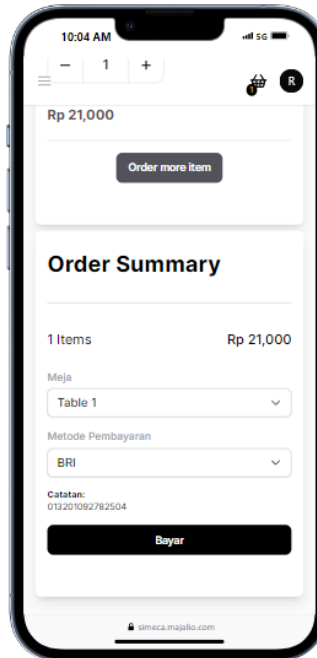 10:04 AM 5G
− 1 +
1
R
Rp 21,000
Order more item
Order Summary
1 Items Rp 21,000
Meja
Table 1
Metode Pembayaran
BRI
Catatan:
013201092782504
Bayar
simeca.majalio.com